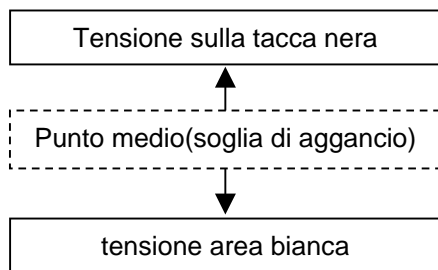 Tensione sulla tacca nera
Punto medio(soglia di aggancio)
tensione area bianca